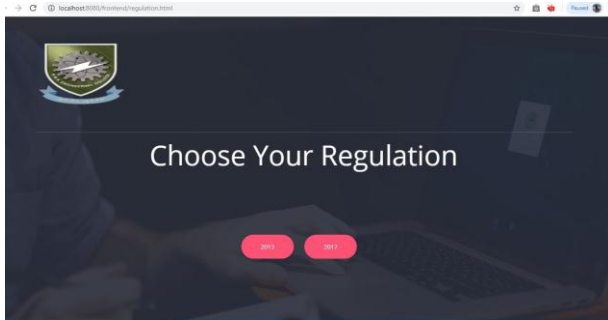 localhost:8080/frontend/regulation.html
Paused
Choose Your Regulation
2013
2017